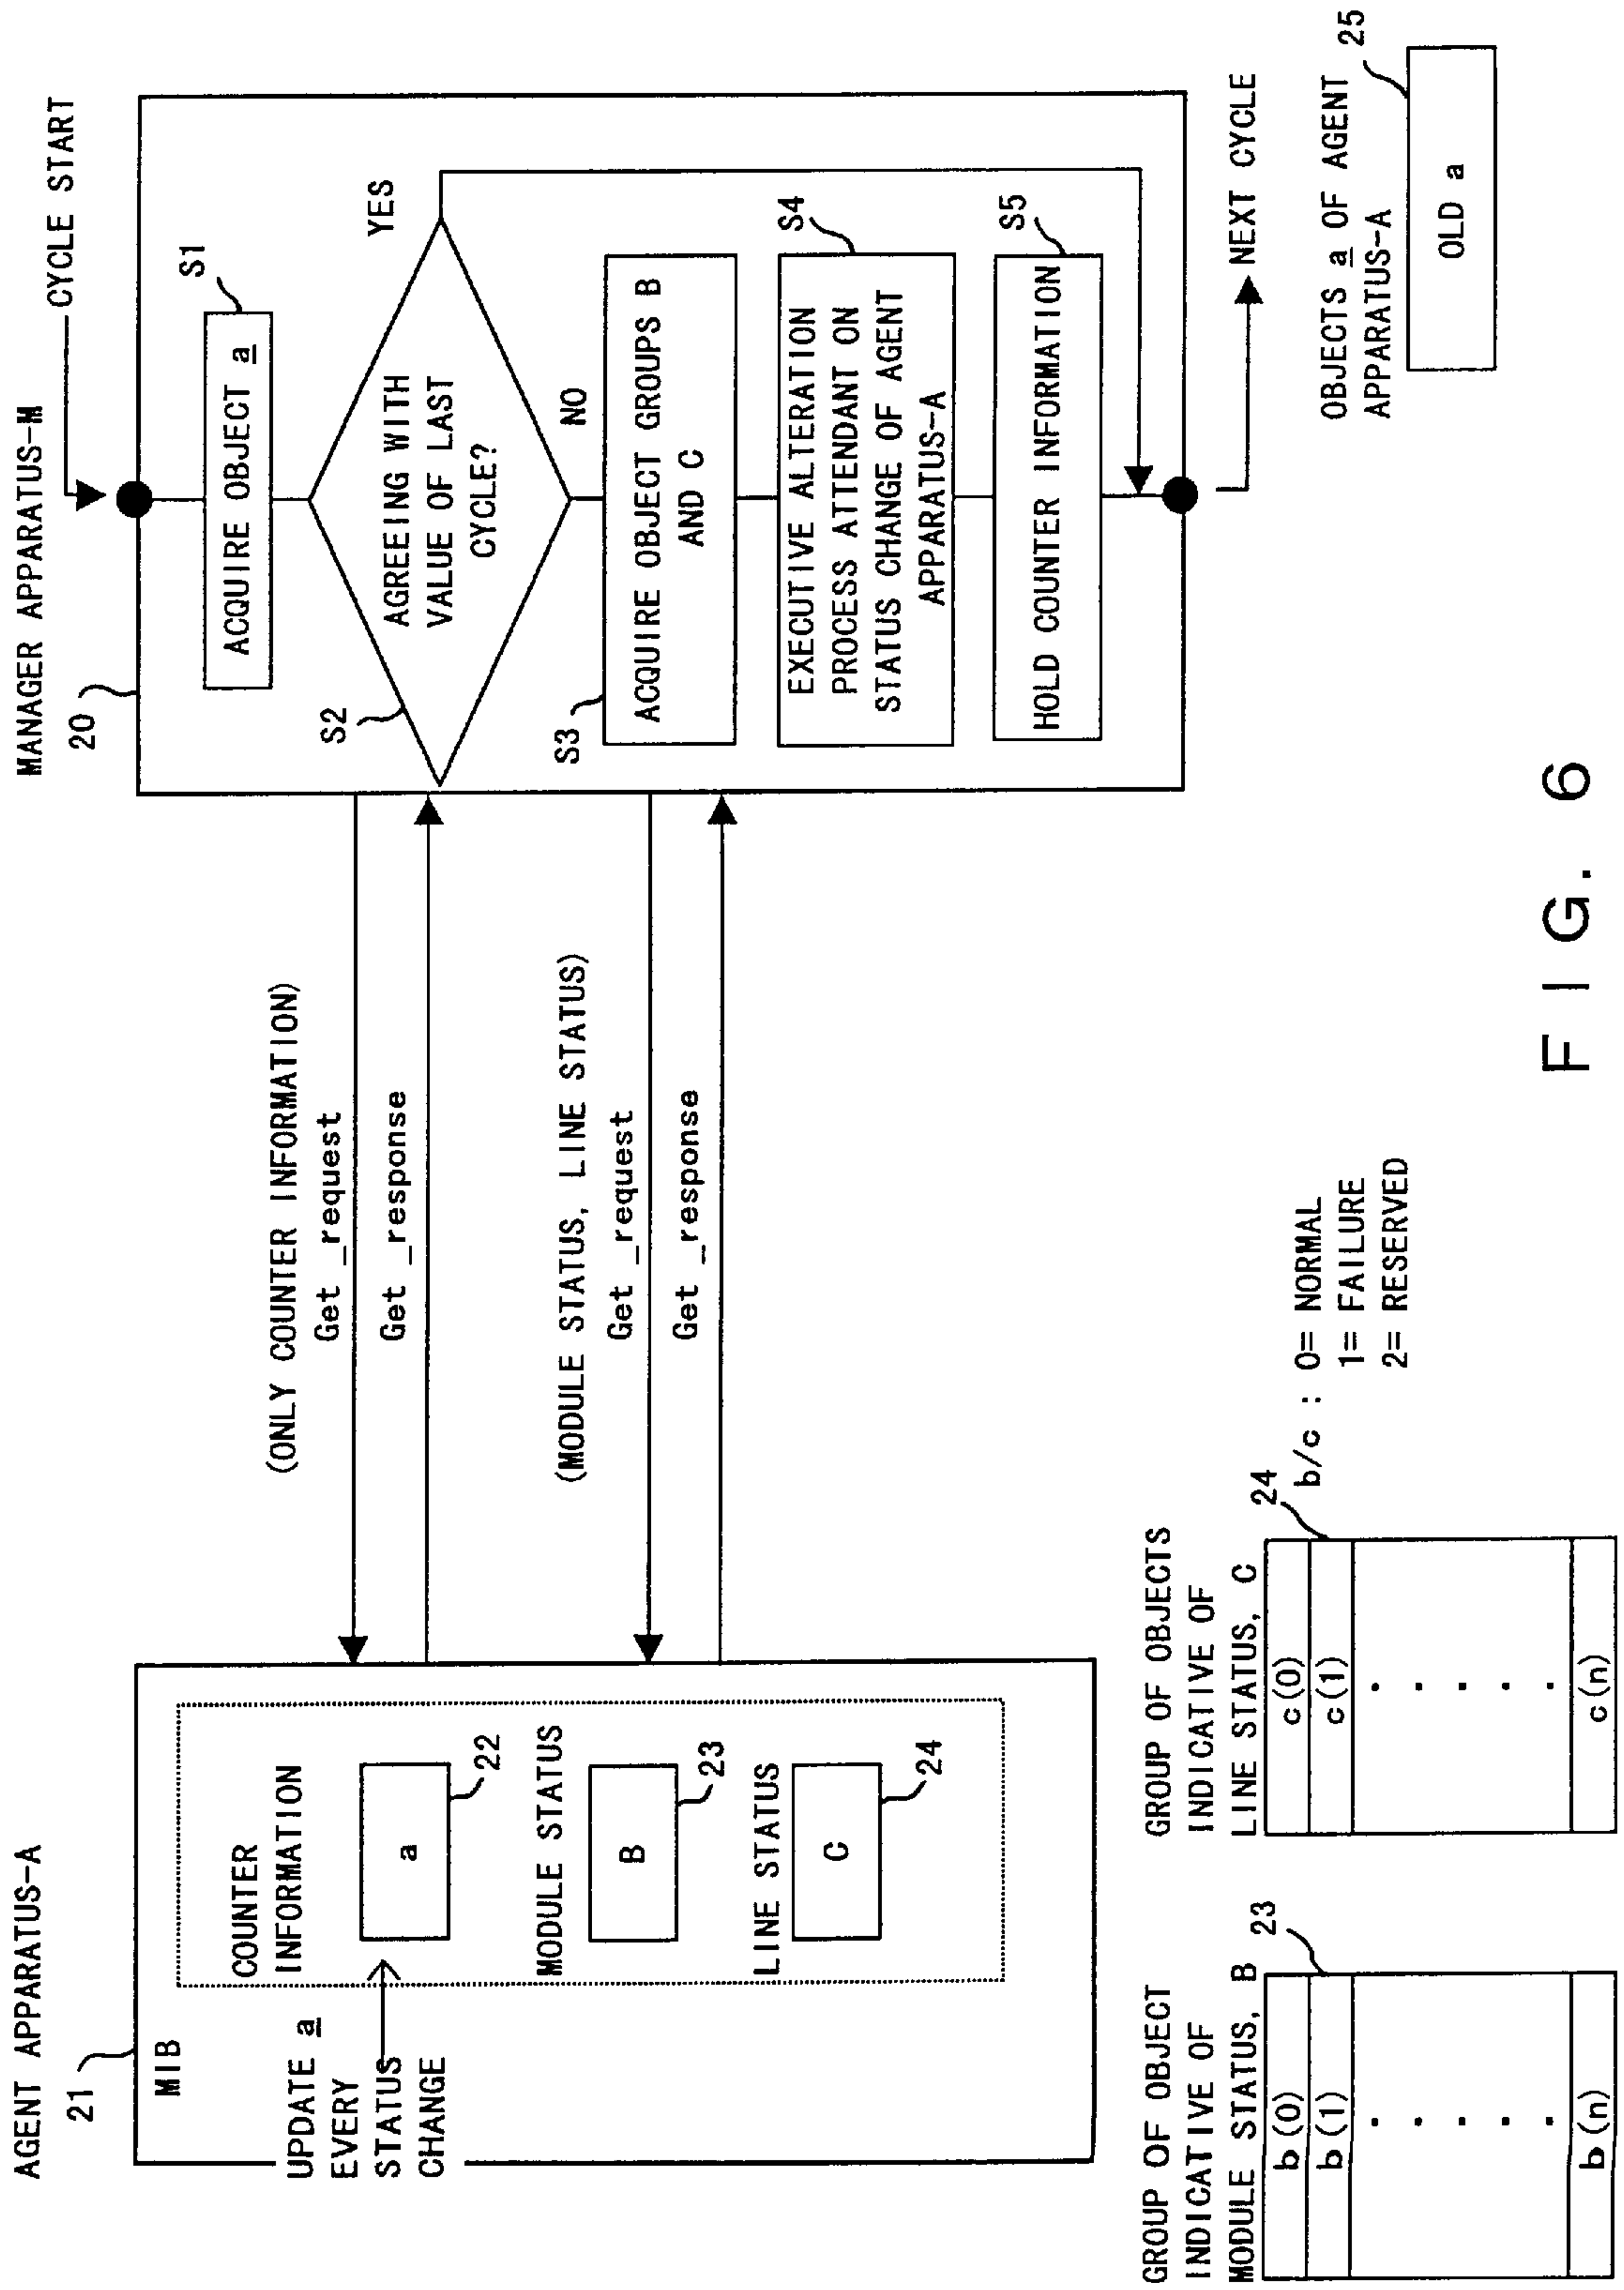 AGENT APPARATUS-A
21
MIB
UPDATE a
EVERY
STATUS
CHANGE
COUNTER
INFORMATION
a
22
MODULE STATUS
B
23
LINE STATUS
C
24
(ONLY COUNTER INFORMATION)
Get _request
Get _response
(MODULE STATUS, LINE STATUS)
Get _request
Get _response
MANAGER APPARATUS-M
20
CYCLE START
ACQUIRE OBJECT a
S1
S2
AGREEING WITH
VALUE OF LAST
CYCLE?
YES
NO
S3
ACQUIRE OBJECT GROUPS B
AND C
S4
EXECUTIVE ALTERATION
PROCESS ATTENDANT ON
STATUS CHANGE OF AGENT
APPARATUS-A
S5
HOLD COUNTER INFORMATION
NEXT CYCLE
OBJECTS a OF AGENT
APPARATUS-A
25
OLD a
GROUP OF OBJECT
INDICATIVE OF
MODULE STATUS, B
23
b(0)
b(1)
. . . . .
b(n)
GROUP OF OBJECTS
INDICATIVE OF
LINE STATUS, C
24
c(0)
c(1)
. . . . .
c(n)
b/c : 0= NORMAL
1= FAILURE
2= RESERVED
FIG. 6